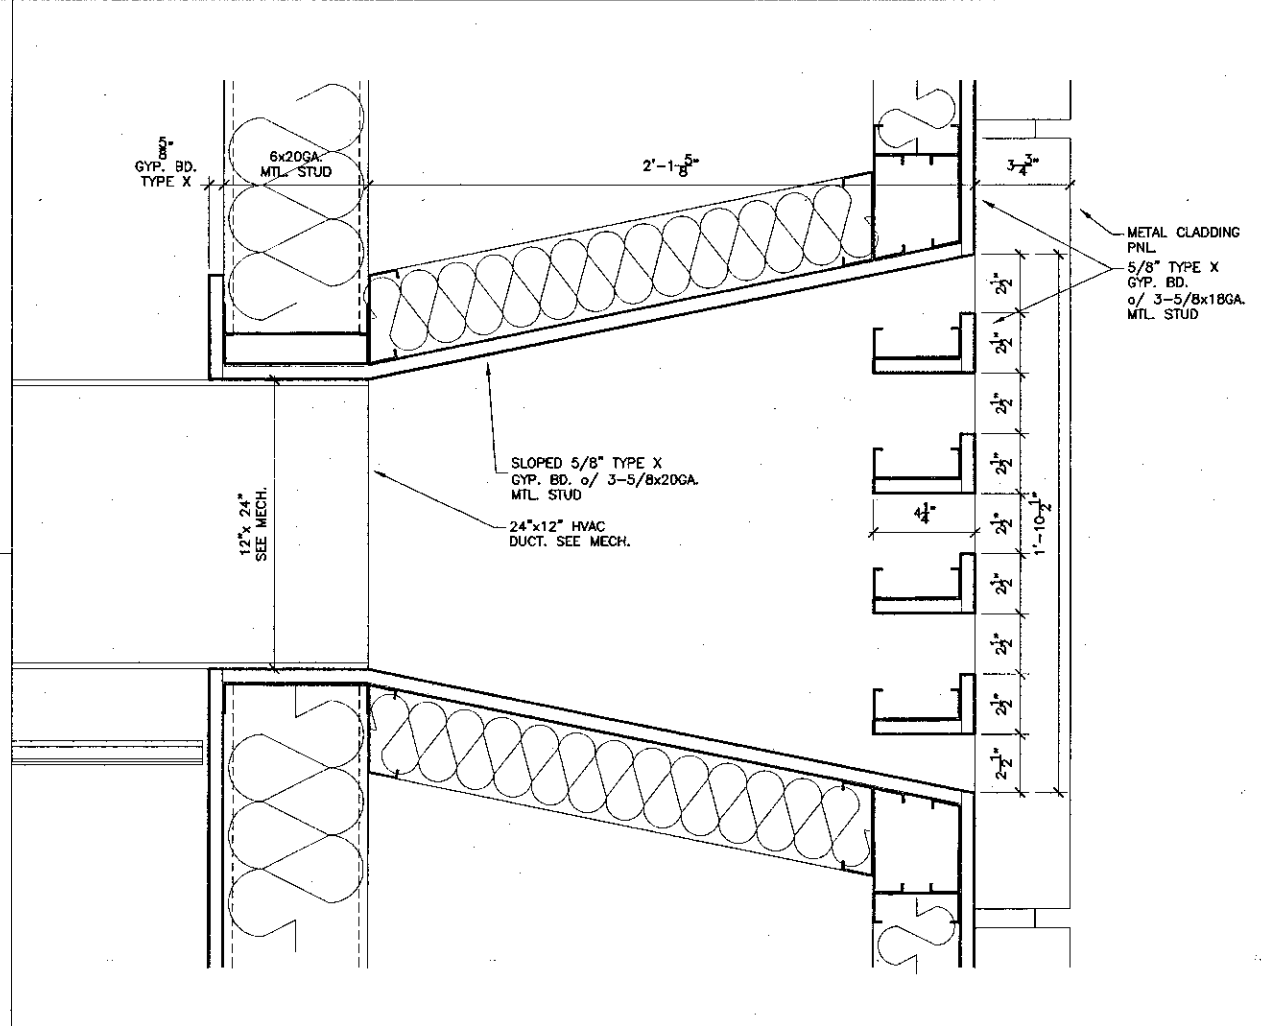 5/8"
GYP. BD.
TYPE X
6x20GA.
MTL. STUD
2'-1 5/8"
3 3/4"
METAL CLADDING
PNL.
5/8" TYPE X
GYP. BD.
o/ 3-5/8x18GA.
MTL. STUD
2 1/2"
2 1/2"
2 1/2"
2 1/2"
2 1/2"
2 1/2"
2 1/2"
2 1/2"
2 1/2"
1'-10 1/2"
4 1/4"
SLOPED 5/8" TYPE X
GYP. BD. o/ 3-5/8x20GA.
MTL. STUD
24"x12" HVAC
DUCT. SEE MECH.
12"x 24"
SEE MECH.